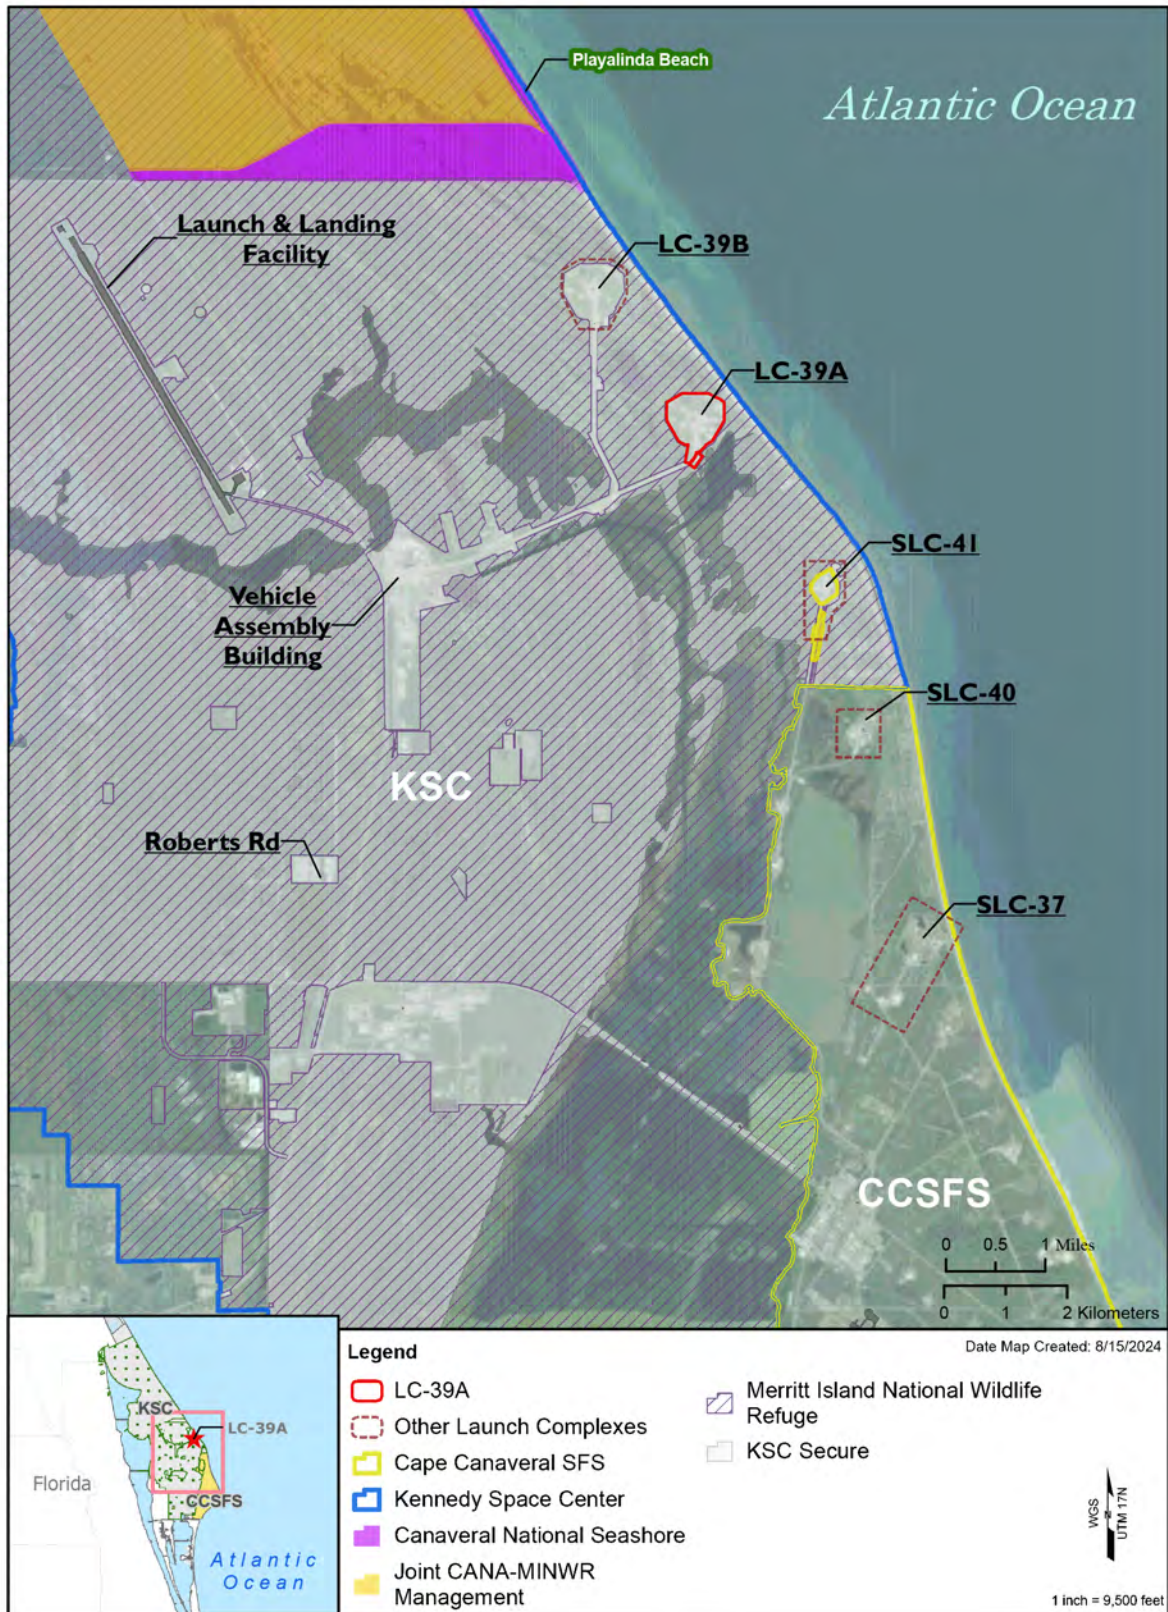 Playalinda Beach
Atlantic Ocean
Launch & Landing
Facility
LC-39B
LC-39A
SLC-41
Vehicle
Assembly
Building
SLC-40
KSC
Roberts Rd
SLC-37
CCSFS
0 0.5 1 Miles
0 1 2 Kilometers
Date Map Created: 8/15/2024
Legend
LC-39A
Other Launch Complexes
Cape Canaveral SFS
Kennedy Space Center
Canaveral National Seashore
Joint CANA-MINWR
Management
Merritt Island National Wildlife
Refuge
KSC Secure
KSC
LC-39A
Florida
CCSFS
Atlantic
Ocean
WGS
UTM 17N
N
1 inch = 9,500 feet